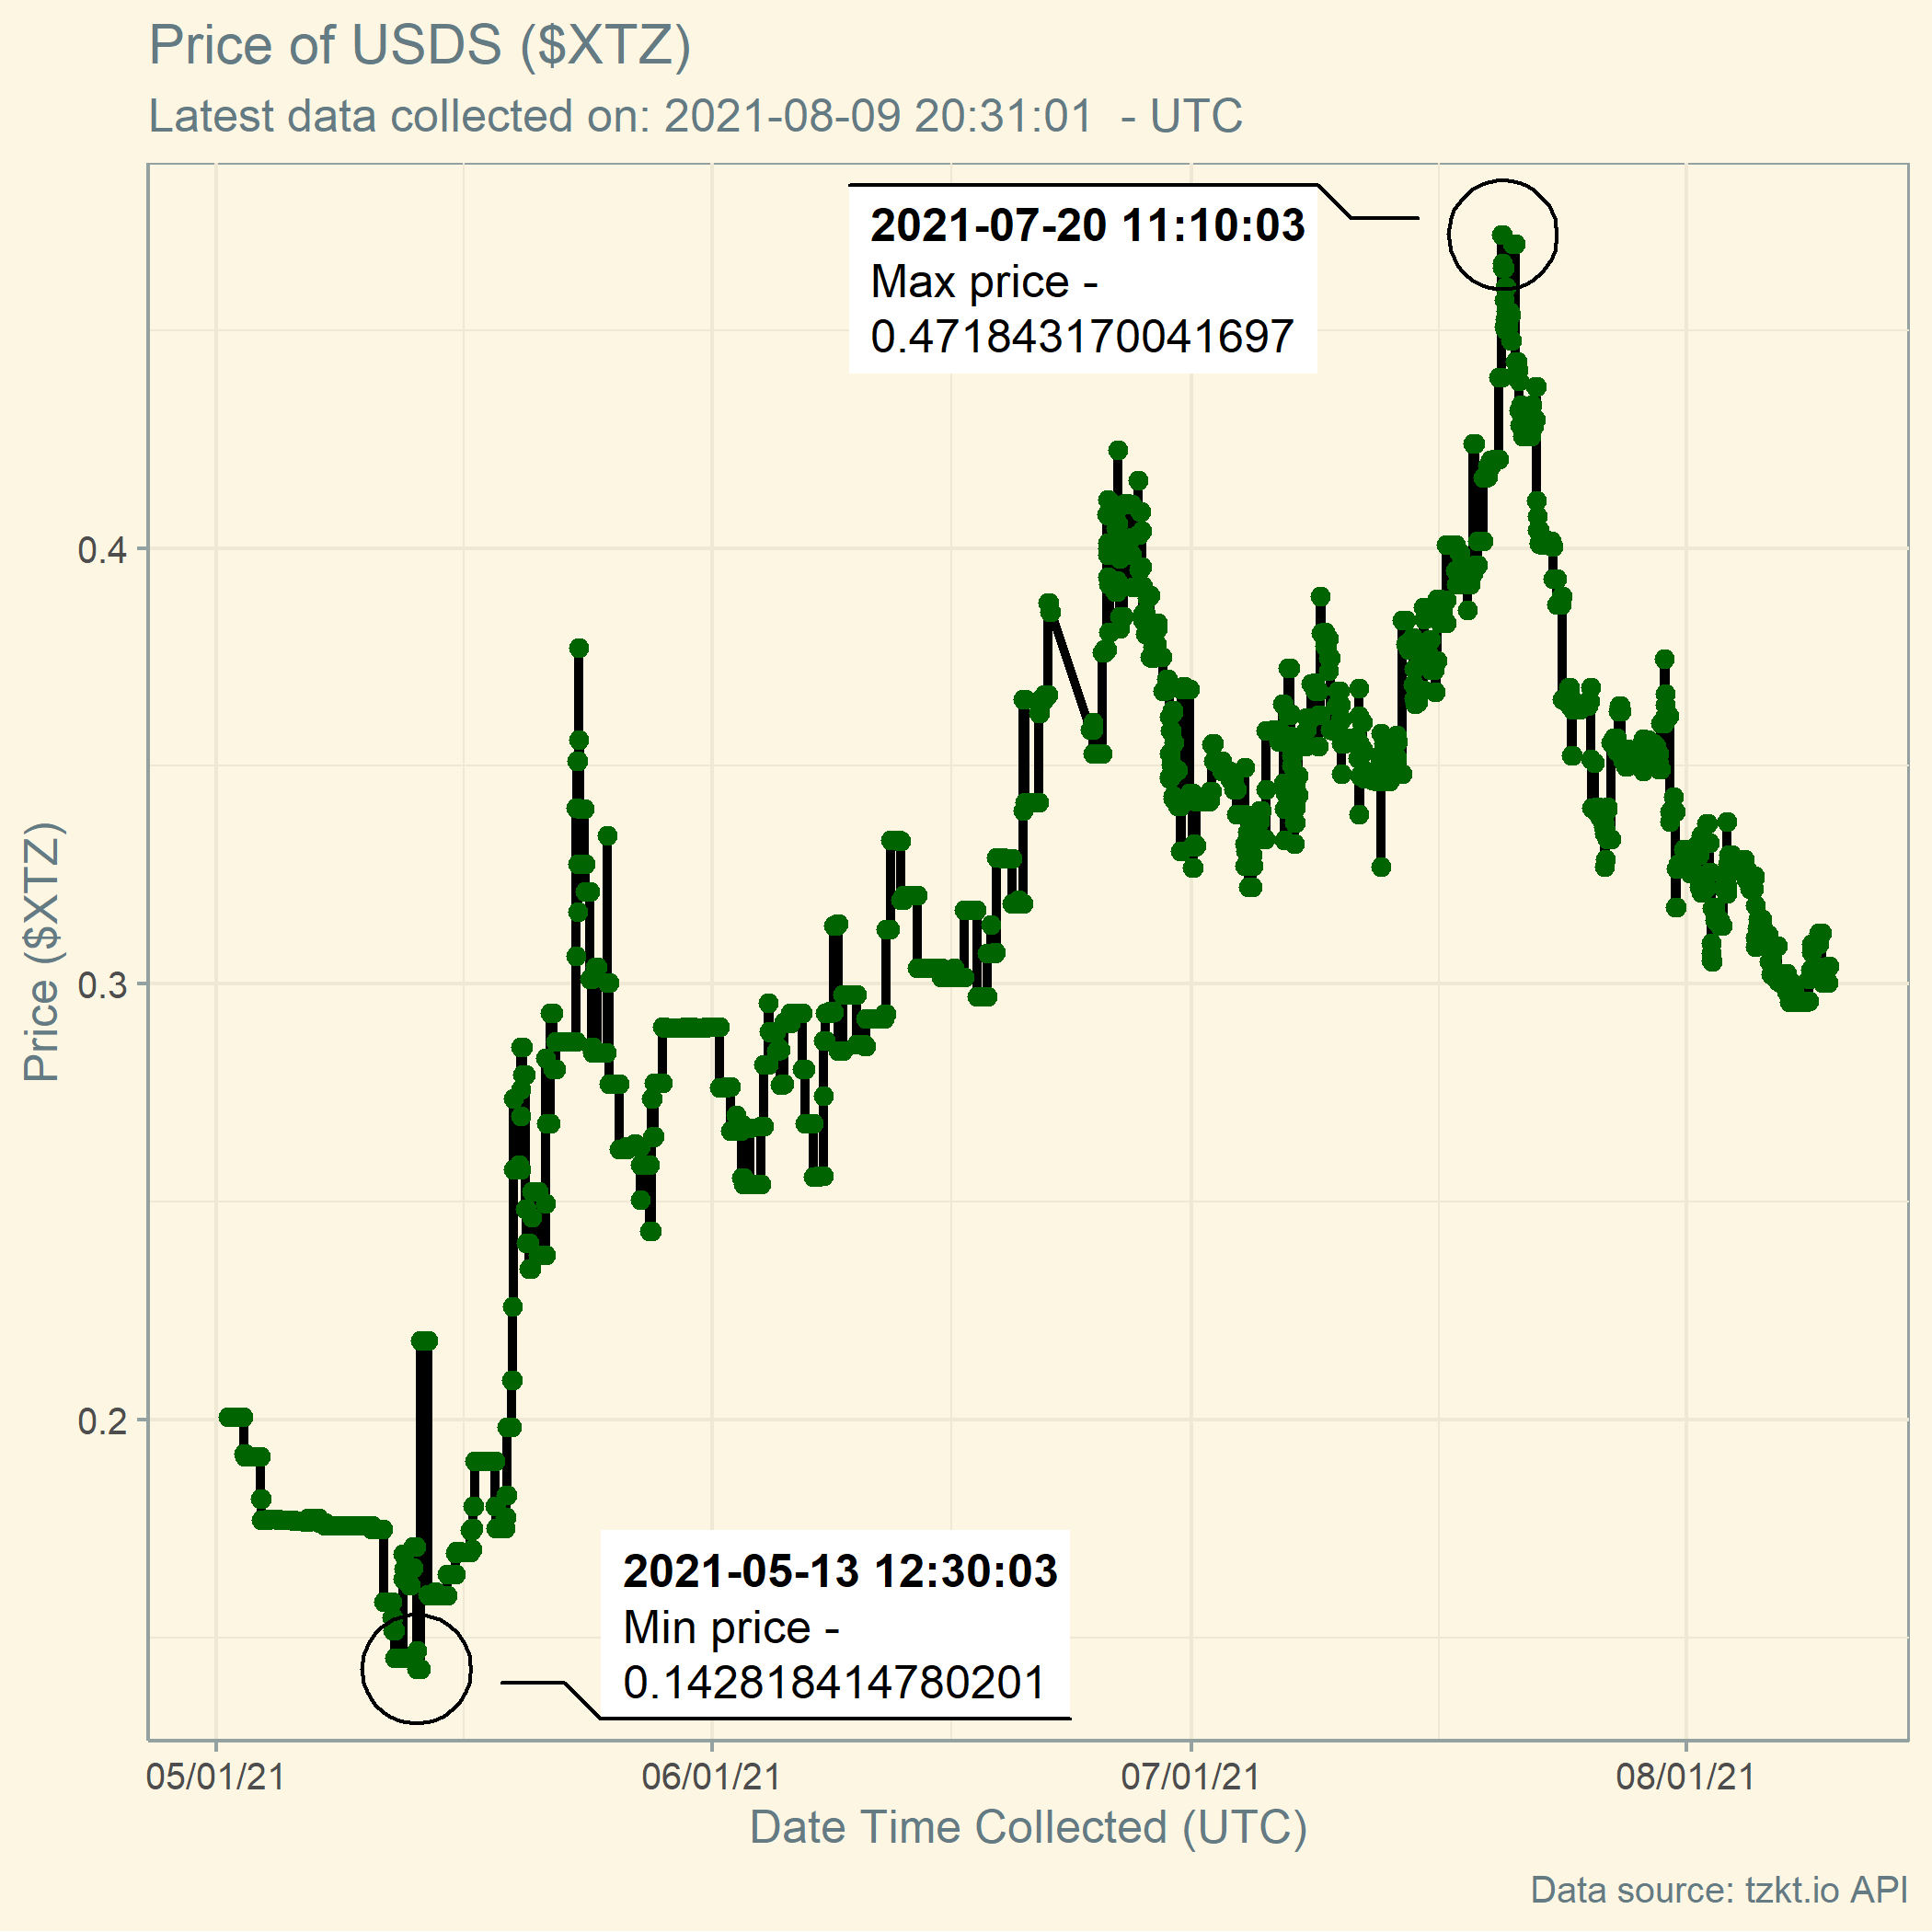 Price of USDS ($XTZ)
Latest data collected on: 2021-08-09 20:31:01  - UTC
2021-07-20 11:10:03
Max price -
0.471843170041697
0.4
0.3
0.2
Price ($XTZ)
2021-05-13 12:30:03
Min price -
0.142818414780201
05/01/21
06/01/21
07/01/21
08/01/21
Date Time Collected (UTC)
Data source: tzkt.io API